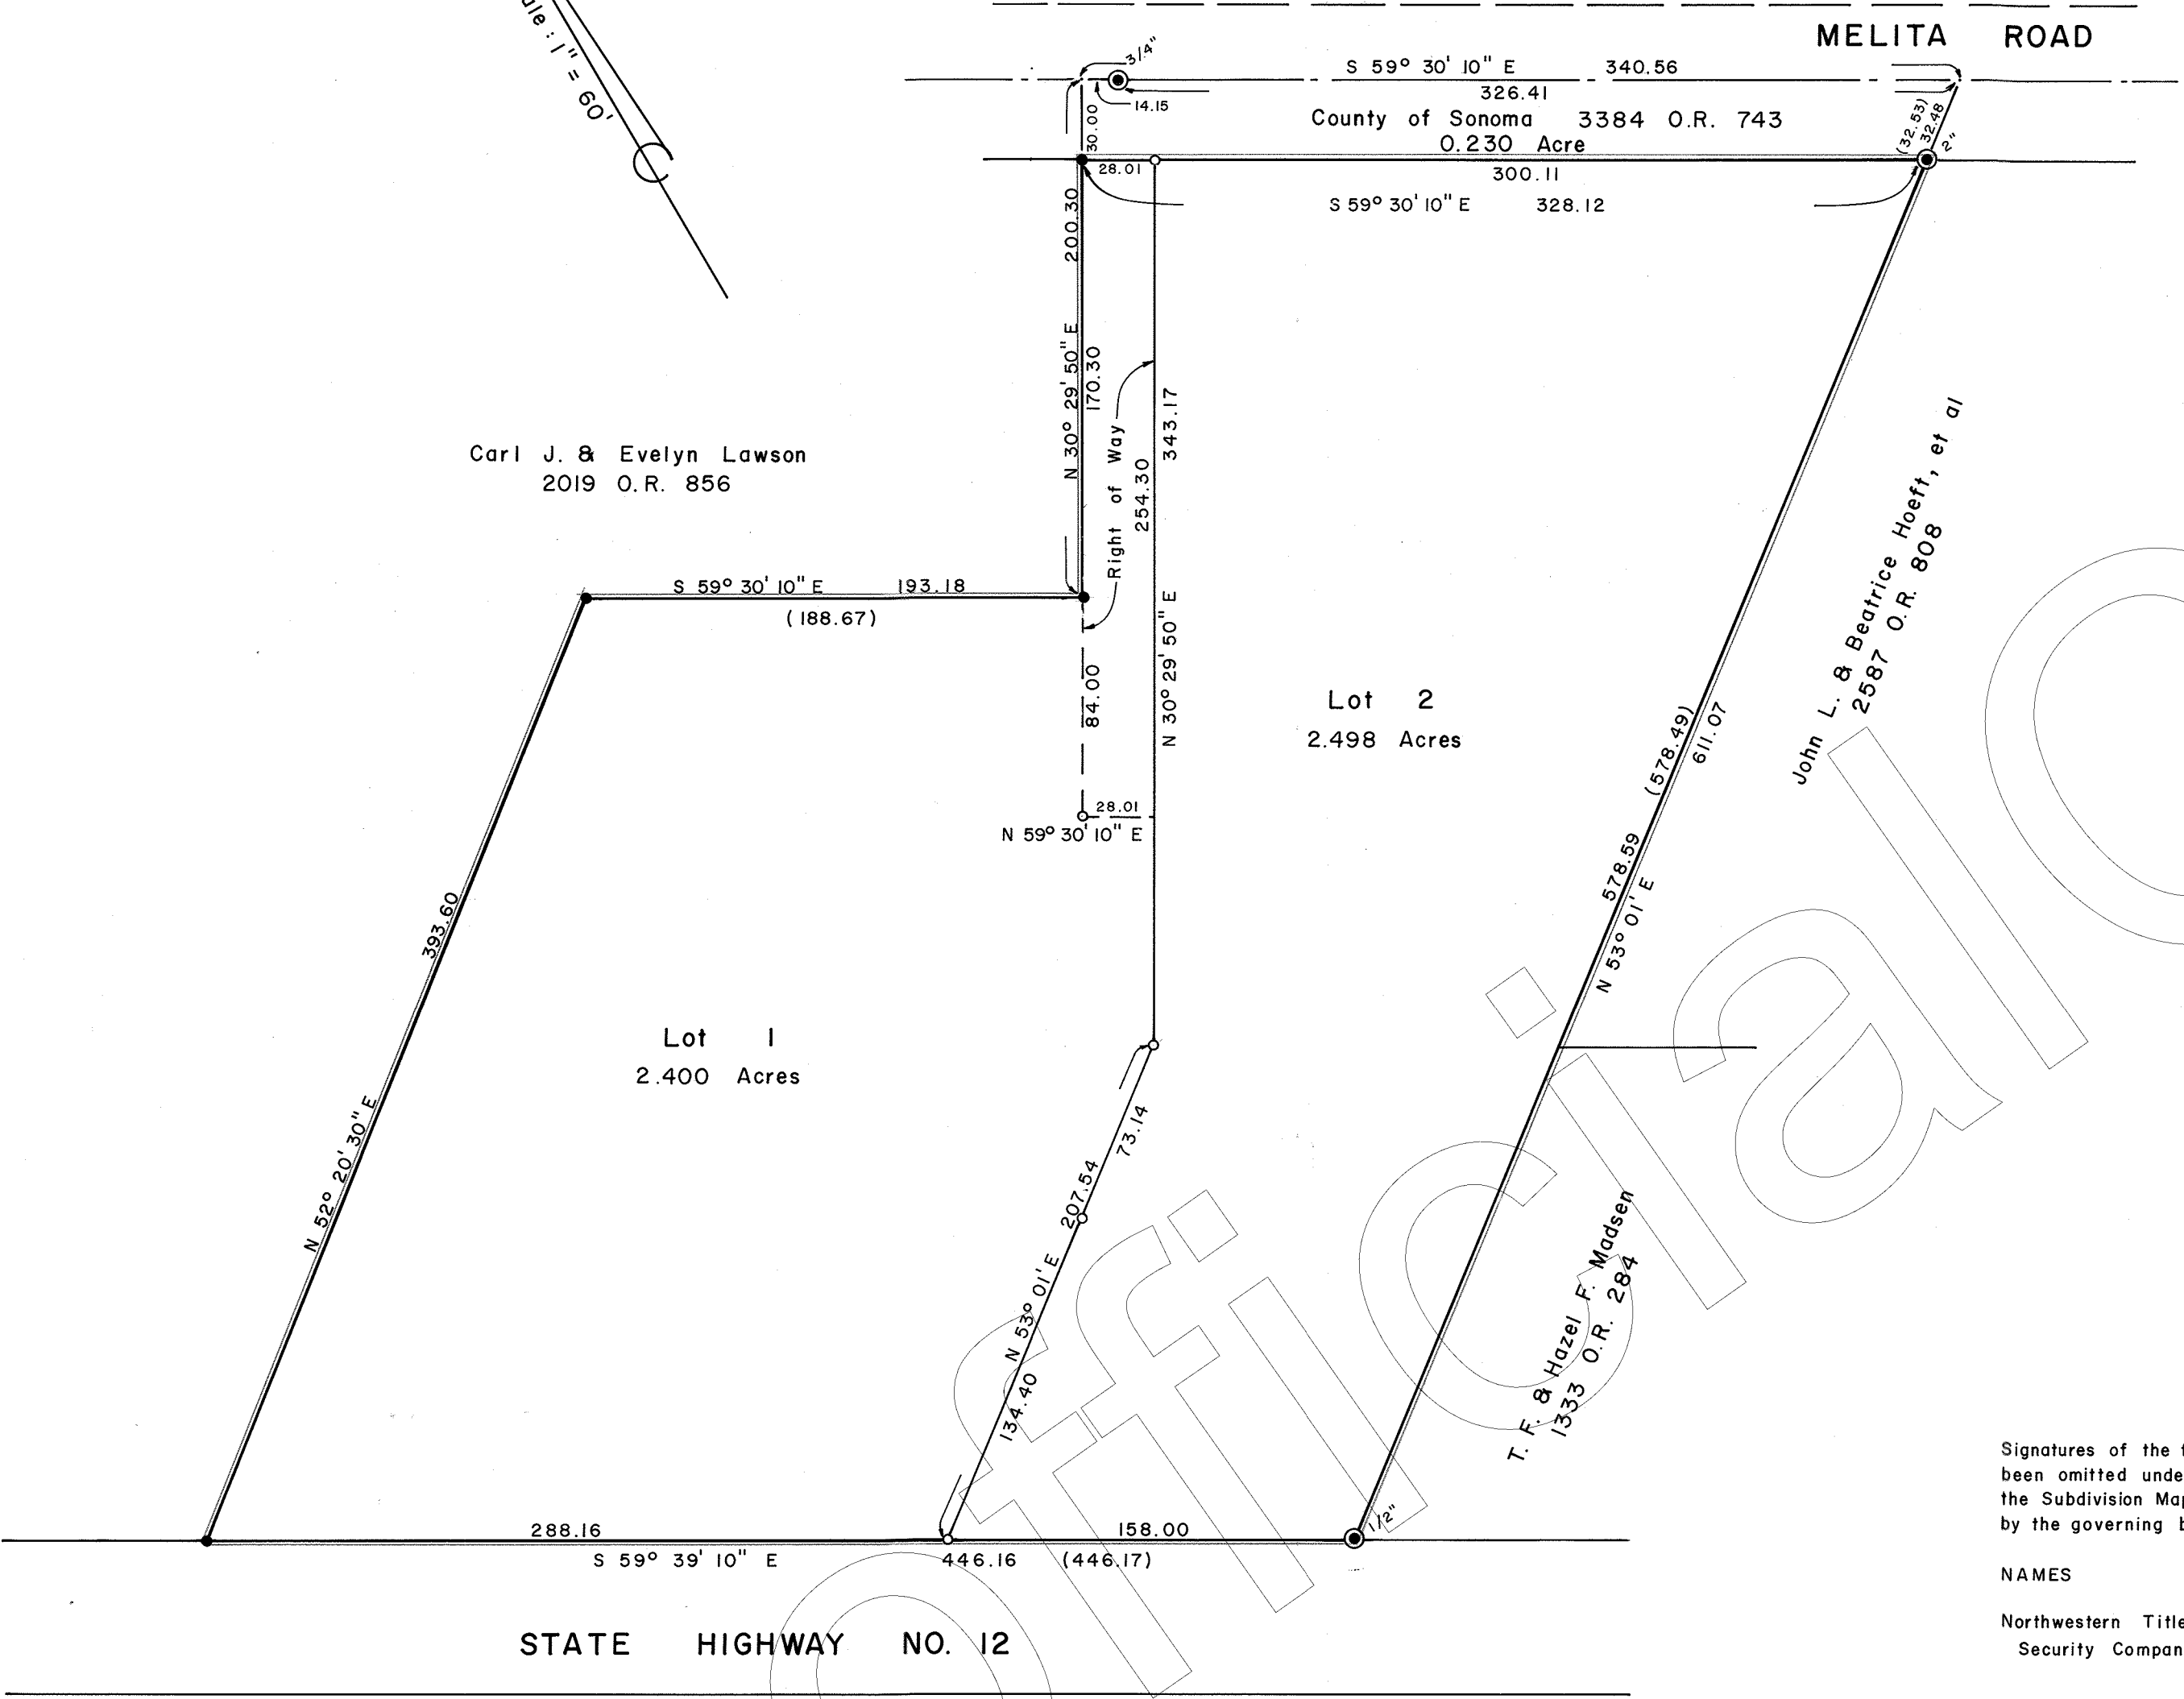 MELITA ROAD
: 1" = 60'
3/4"
S 59° 30' 10" E 340.56
326.41
14.15
County of Sonoma 3384 O.R. 743
0.230 Acre
30.00
(32.53)
32.48
2"
28.01
300.11
S 59° 30' 10" E 328.12
N 30° 29' 50" E 200.30
170.30
Right of Way
254.30
N 30° 29' 50" E 343.17
Carl J. & Evelyn Lawson
2019 O.R. 856
S 59° 30' 10" E 193.18
(188.67)
84.00
28.01
N 59° 30' 10" E
Lot 2
2.498 Acres
John L. & Beatrice Hoeft, et al
2587 O.R. 808
(578.49)
611.07
578.59
N 53° 01' E
393.60
N 52° 20' 30" E
Lot 1
2.400 Acres
73.14
207.54
N 53° 01' E
134.40
T. F. & Hazel F. Madsen
1333 O.R. 284
1/2"
288.16
158.00
S 59° 39' 10" E 446.16 (446.17)
STATE HIGHWAY NO. 12
Signatures of the
been omitted unde
the Subdivision Ma
by the governing
NAMES
Northwestern Title
Security Compan